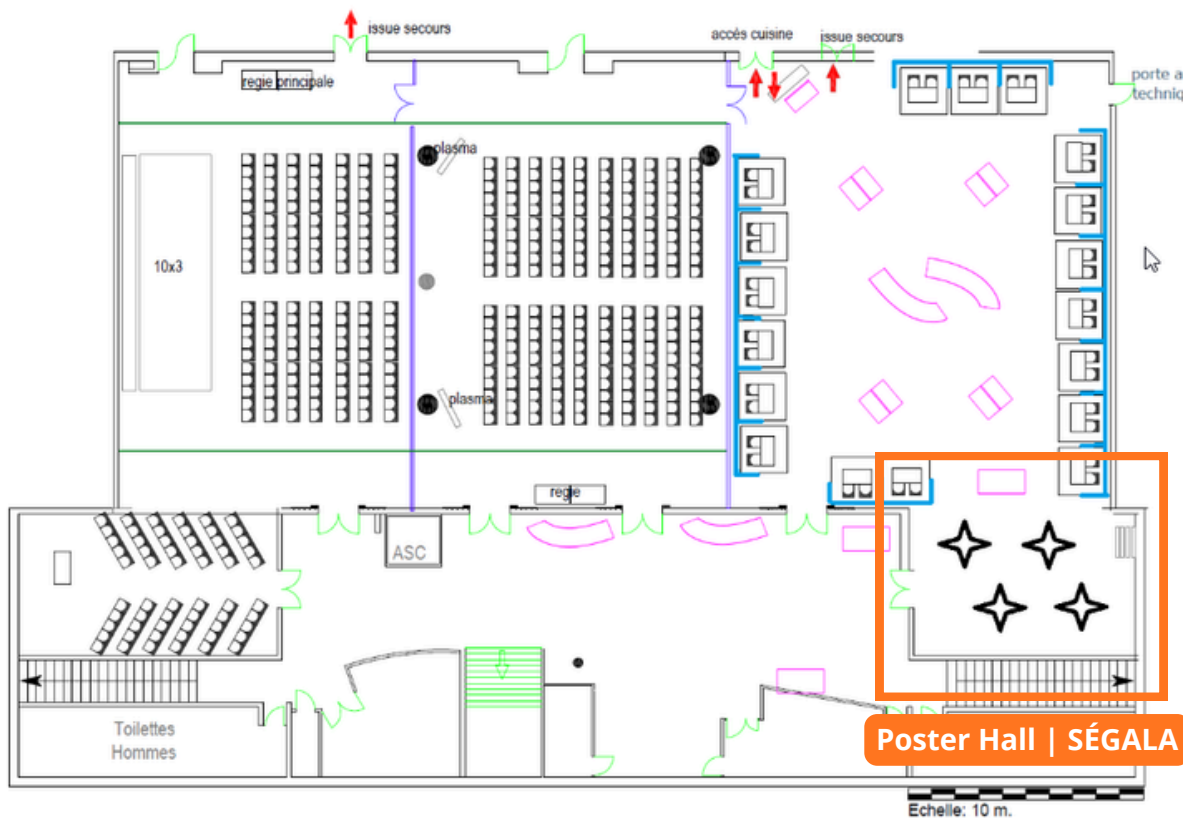 issue secours
accès cuisine
issue secours
regie principale
porte a
techniq
plasma
10x3
plasma
regie
ASC
Toilettes
Hommes
Poster Hall | SÉGALA
Echelle: 10 m.